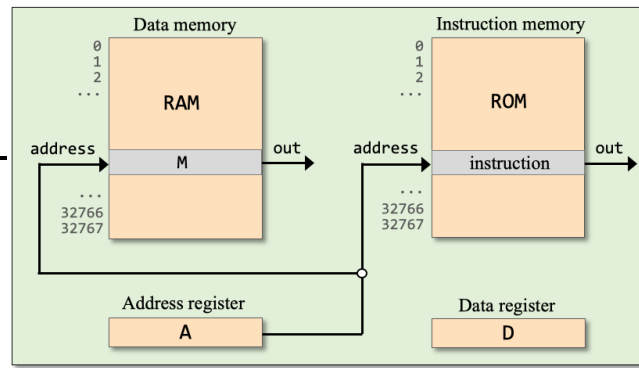 Data memory
0
1
2
...
RAM
address
M
out
...
32766
32767
Instruction memory
0
1
2
...
ROM
address
instruction
out
...
32766
32767
Address register
A
Data register
D